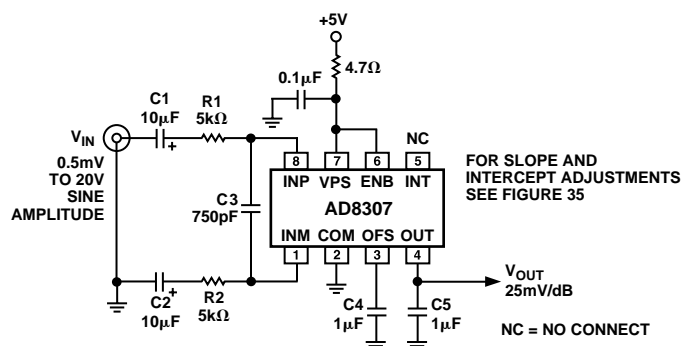 +5V
4.7Ω
0.1µF
C1
10µF
R1
5kΩ
V_IN
0.5mV
TO 20V
SINE
AMPLITUDE
+
C3
750pF
NC
8
7
6
5
INP
VPS
ENB
INT
AD8307
INM
COM
OFS
OUT
1
2
3
4
FOR SLOPE AND
INTERCEPT ADJUSTMENTS
SEE FIGURE 35
+
C2
10µF
R2
5kΩ
C4
1µF
C5
1µF
V_OUT
25mV/dB
NC = NO CONNECT